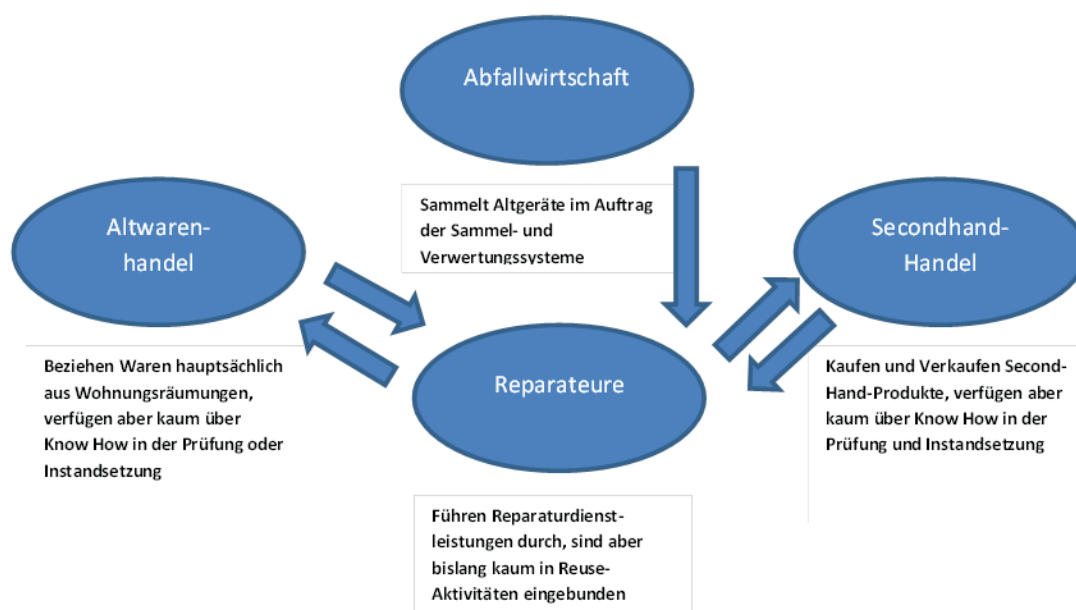 Abfallwirtschaft
Sammelt Altgeräte im Auftrag
der Sammel- und
Verwertungssysteme
Altwaren-
handel
Secondhand-
Handel
Beziehen Waren hauptsächlich
aus Wohnungsräumungen,
verfügen aber kaum über
Know How in der Prüfung oder
Instandsetzung
Reparateure
Kaufen und Verkaufen Second-
Hand-Produkte, verfügen aber
kaum über Know How in der
Prüfung und Instandsetzung
Führen Reparaturdienst-
leistungen durch, sind aber
bislang kaum in Reuse-
Aktivitäten eingebunden